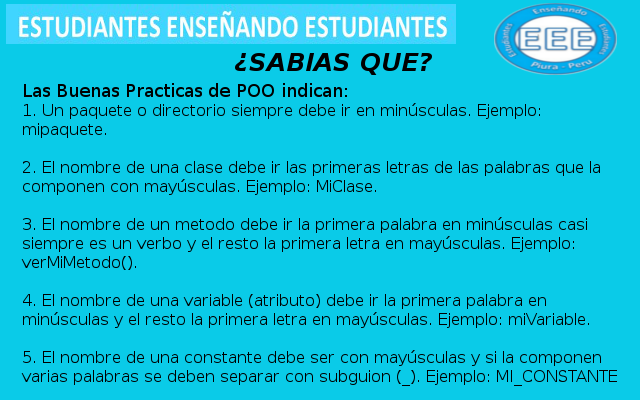 ESTUDIANTES ENSEÑANDO ESTUDIANTES
Enseñando
Estudiantes
EEE
Estudiantes
Piura - Peru
¿SABIAS QUE?
Las Buenas Practicas de POO indican:
1. Un paquete o directorio siempre debe ir en minúsculas. Ejemplo:
mipaquete.
2. El nombre de una clase debe ir las primeras letras de las palabras que la
componen con mayúsculas. Ejemplo: MiClase.
3. El nombre de un metodo debe ir la primera palabra en minúsculas casi
siempre es un verbo y el resto la primera letra en mayúsculas. Ejemplo:
verMiMetodo().
4. El nombre de una variable (atributo) debe ir la primera palabra en
minúsculas y el resto la primera letra en mayúsculas. Ejemplo: miVariable.
5. El nombre de una constante debe ser con mayúsculas y si la componen
varias palabras se deben separar con subguion (_). Ejemplo: MI_CONSTANTE